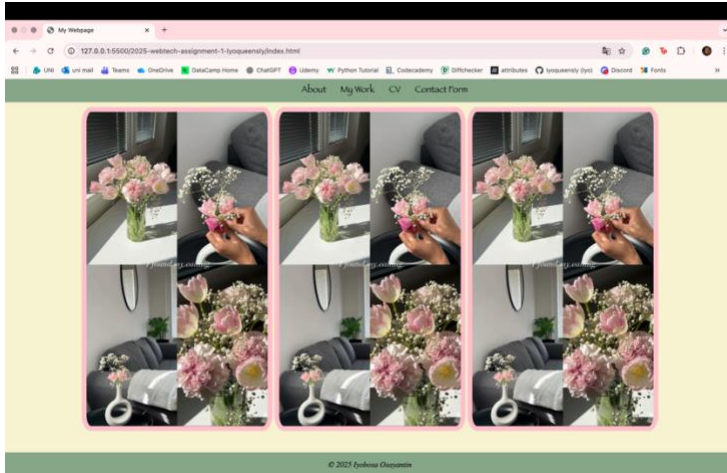 My Webpage
127.0.0.1:5500/2025-webtech-assignment-1-Iyoqueensly/index.html
UNI uni mail Teams OneDrive DataCamp Home ChatGPT Udemy Python Tutorial Codecademy Diffchecker attributes Iyoqueensly (Iyo) Discord Fonts
About My Work CV Contact Form
© 2025 Iyobosa